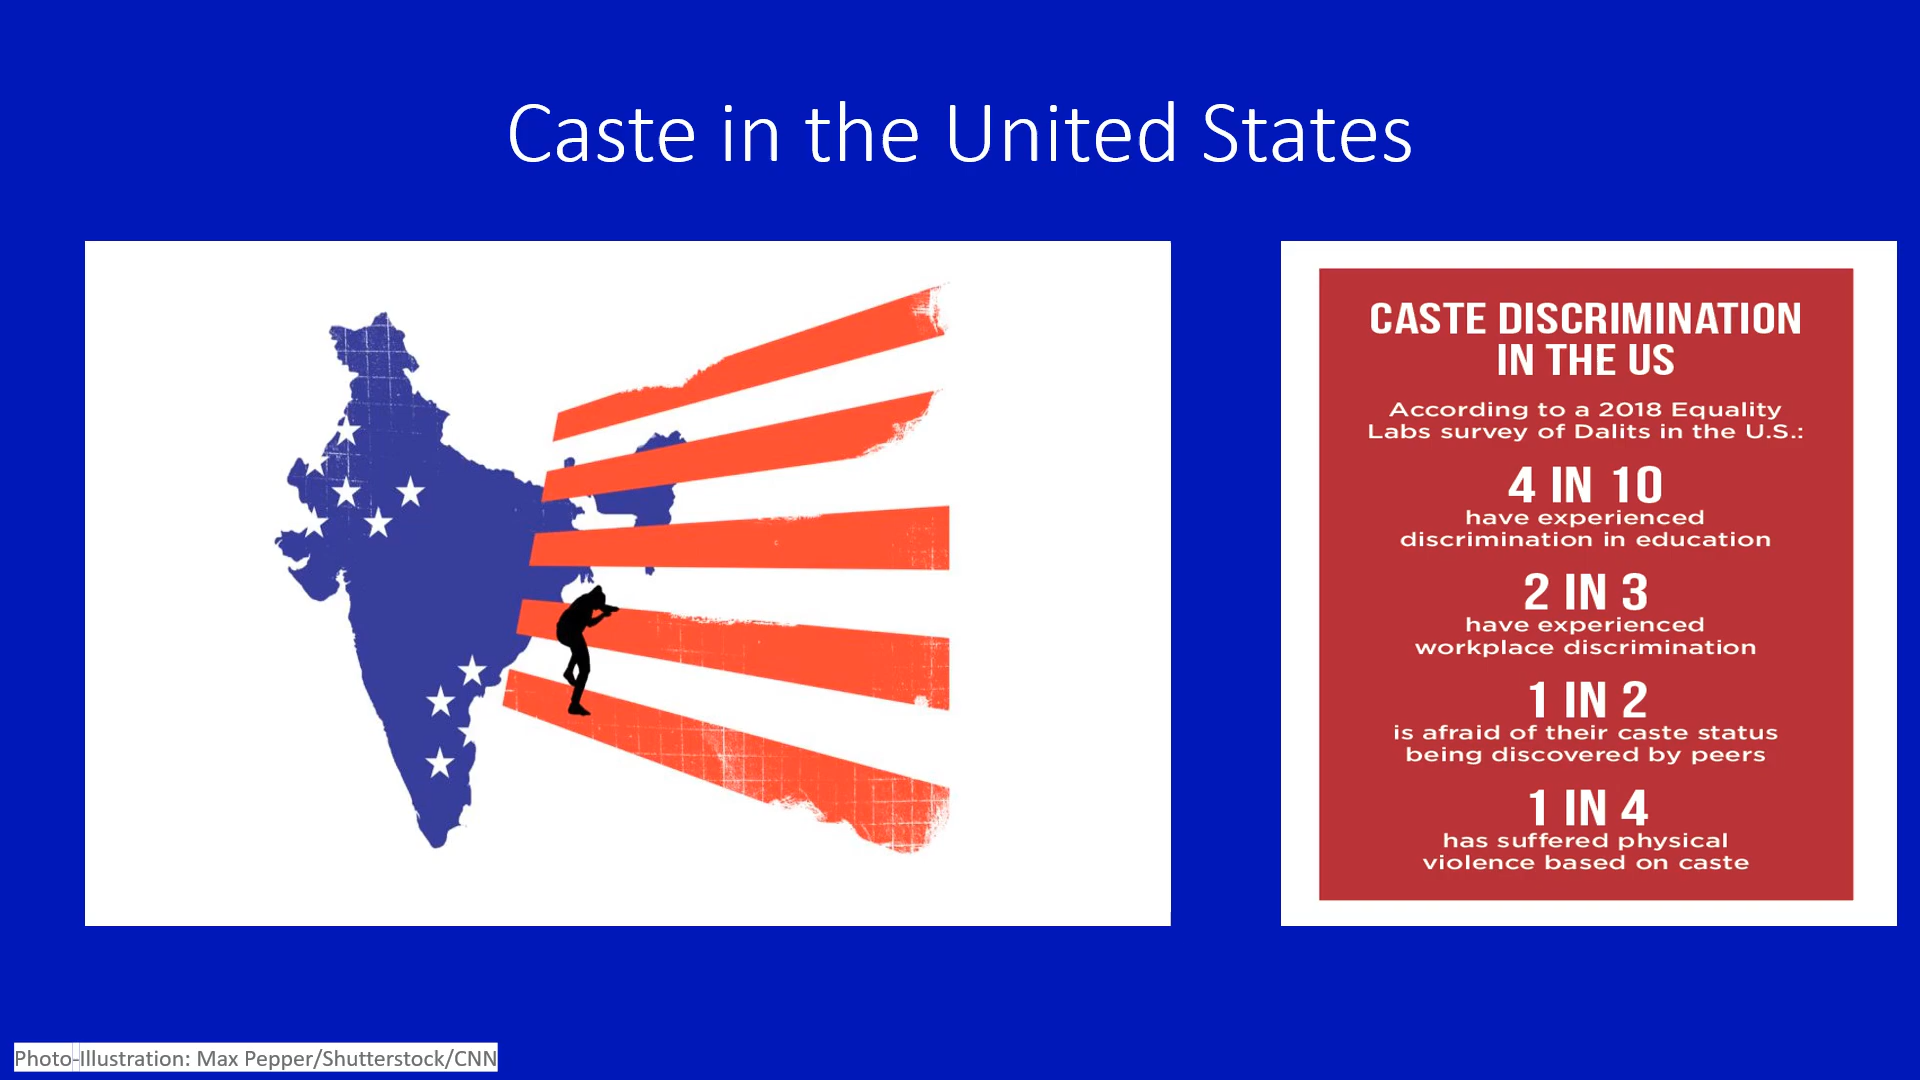 Caste in the United States
CASTE DISCRIMINATION
IN THE US
According to a 2018 Equality
Labs survey of Dalits in the U.S.:
4 IN 10
have experienced
discrimination in education
2 IN 3
have experienced
workplace discrimination
1 IN 2
is afraid of their caste status
being discovered by peers
1 IN 4
has suffered physical
violence based on caste
Photo-Illustration: Max Pepper/Shutterstock/CNN